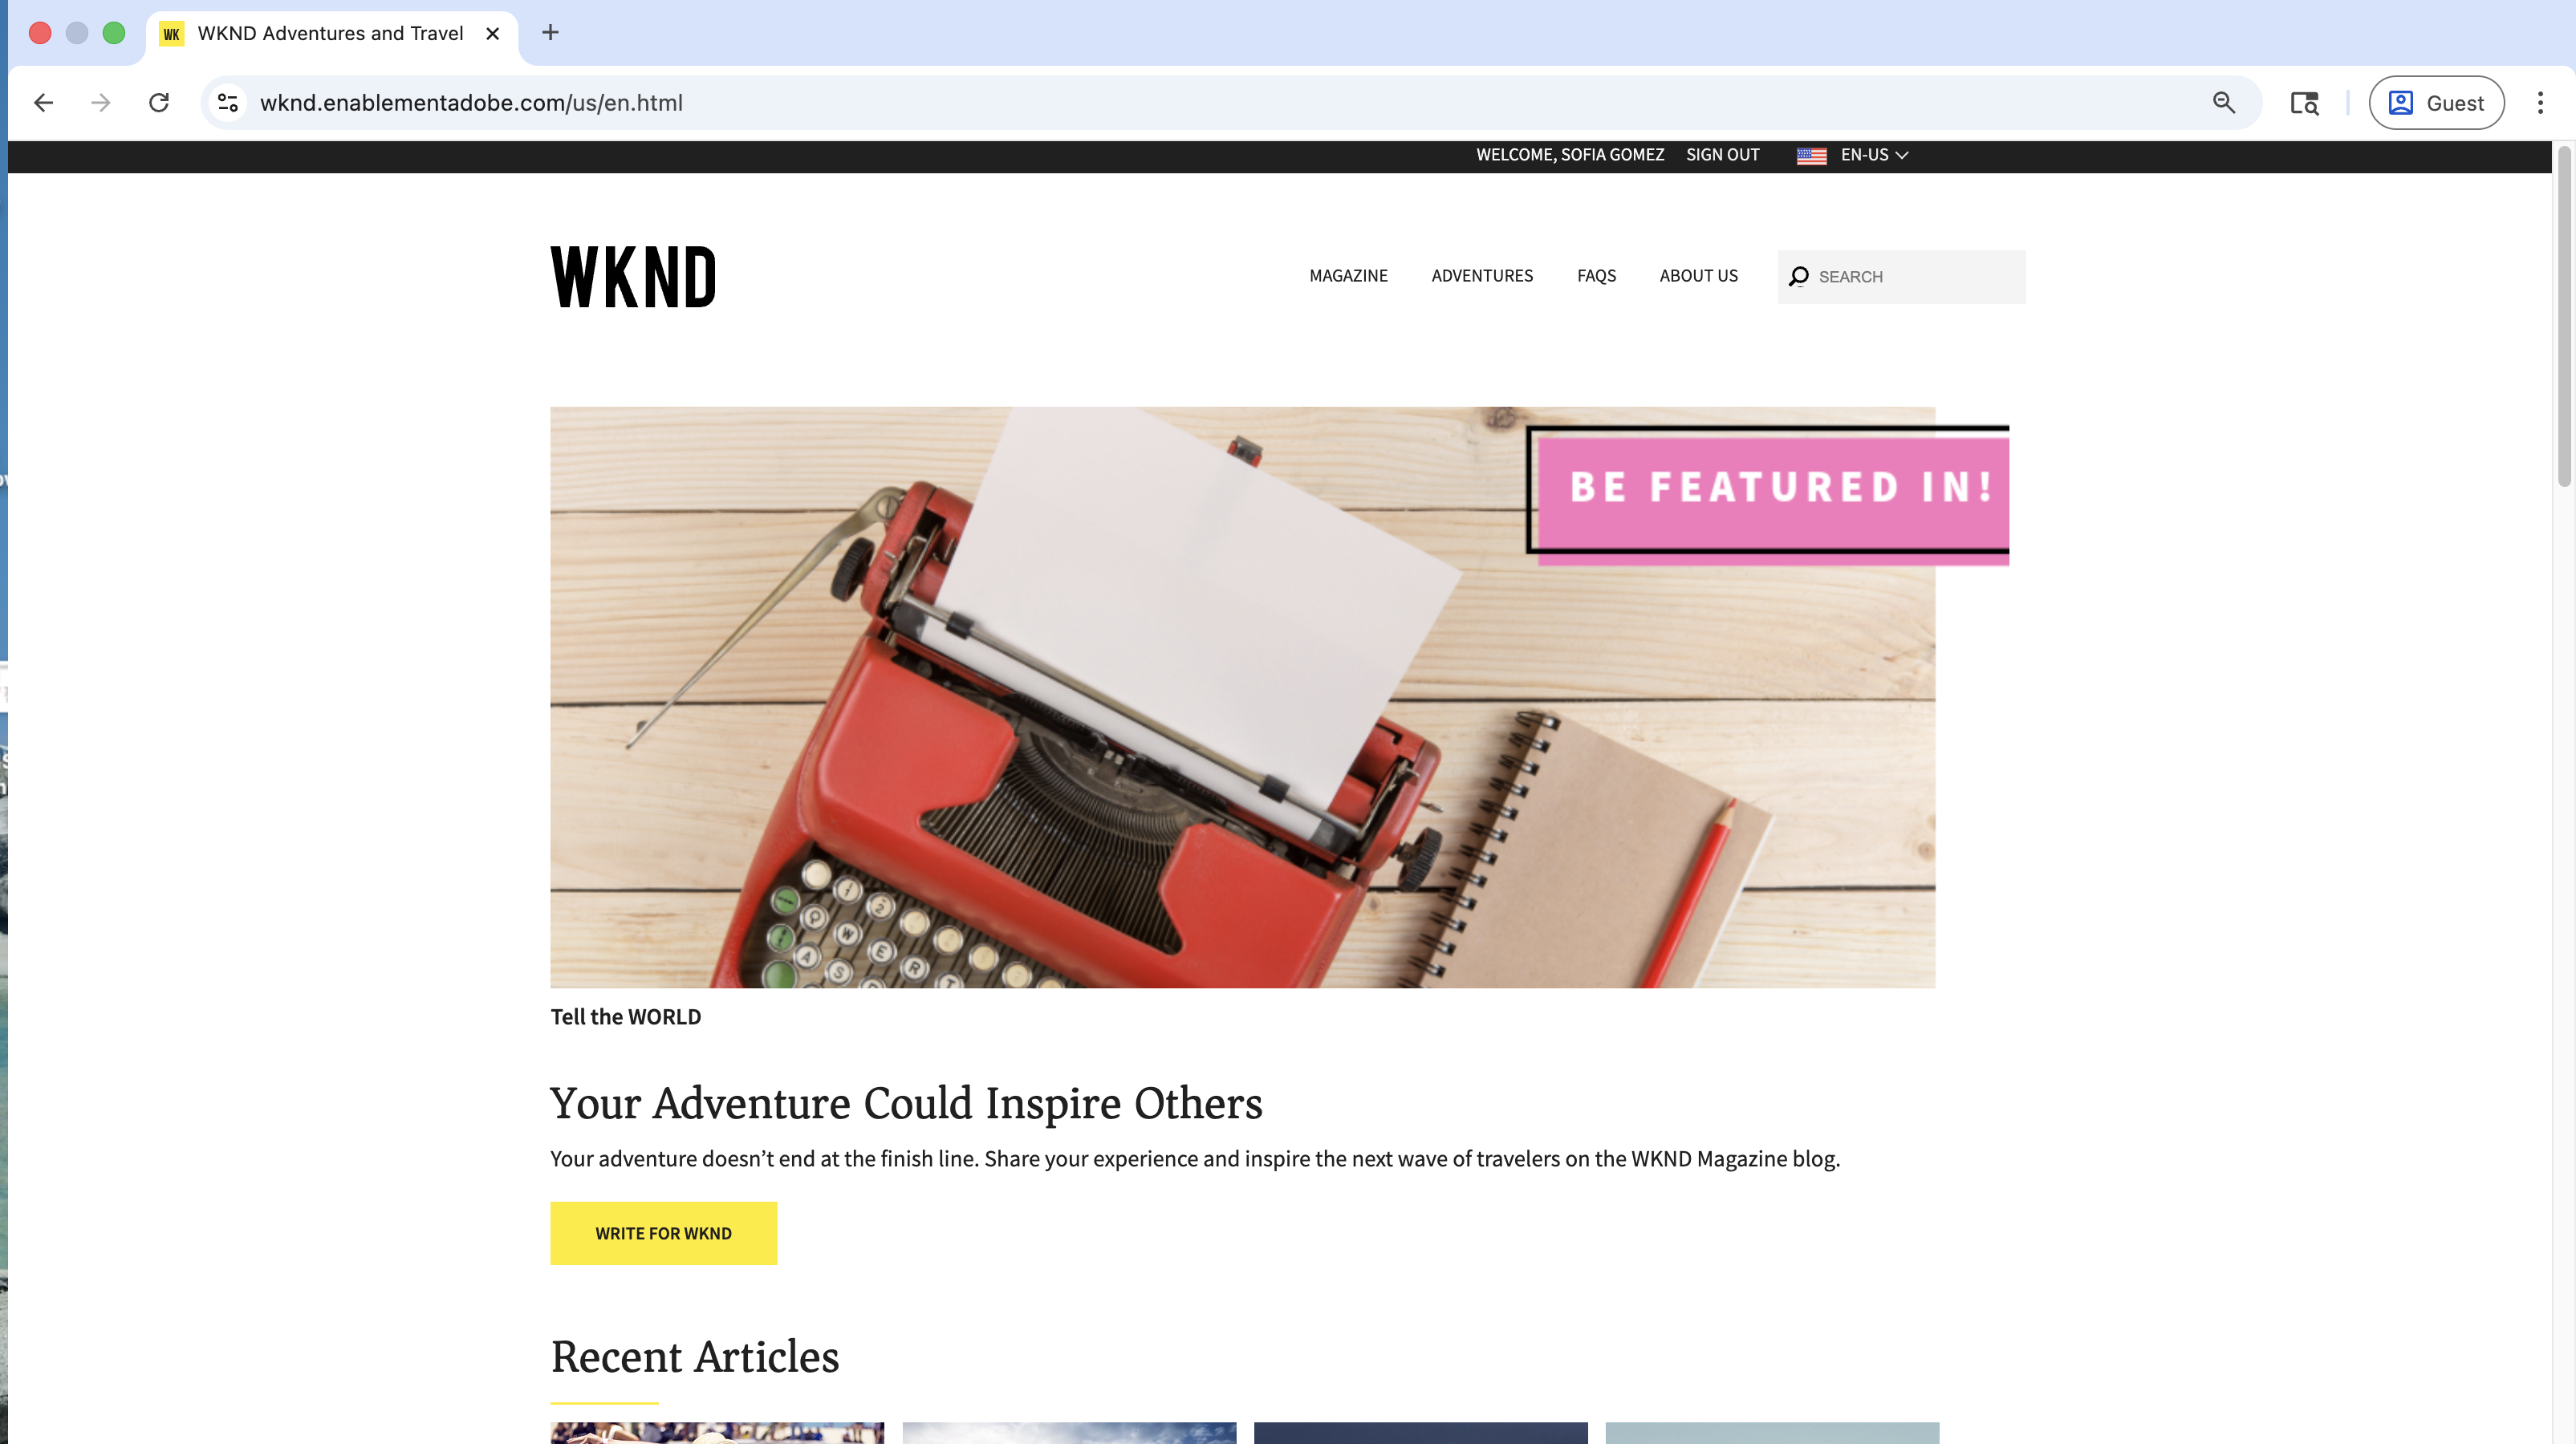 WK
WKND Adventures and Travel
wknd.enablementadobe.com/us/en.html
Guest
WELCOME, SOFIA GOMEZ SIGN OUT EN-US
WKND
MAGAZINE ADVENTURES FAQS ABOUT US SEARCH
BE FEATURED IN!
2
Q W E R
A S
Tell the WORLD
Your Adventure Could Inspire Others
Your adventure doesn’t end at the finish line. Share your experience and inspire the next wave of travelers on the WKND Magazine blog.
WRITE FOR WKND
Recent Articles